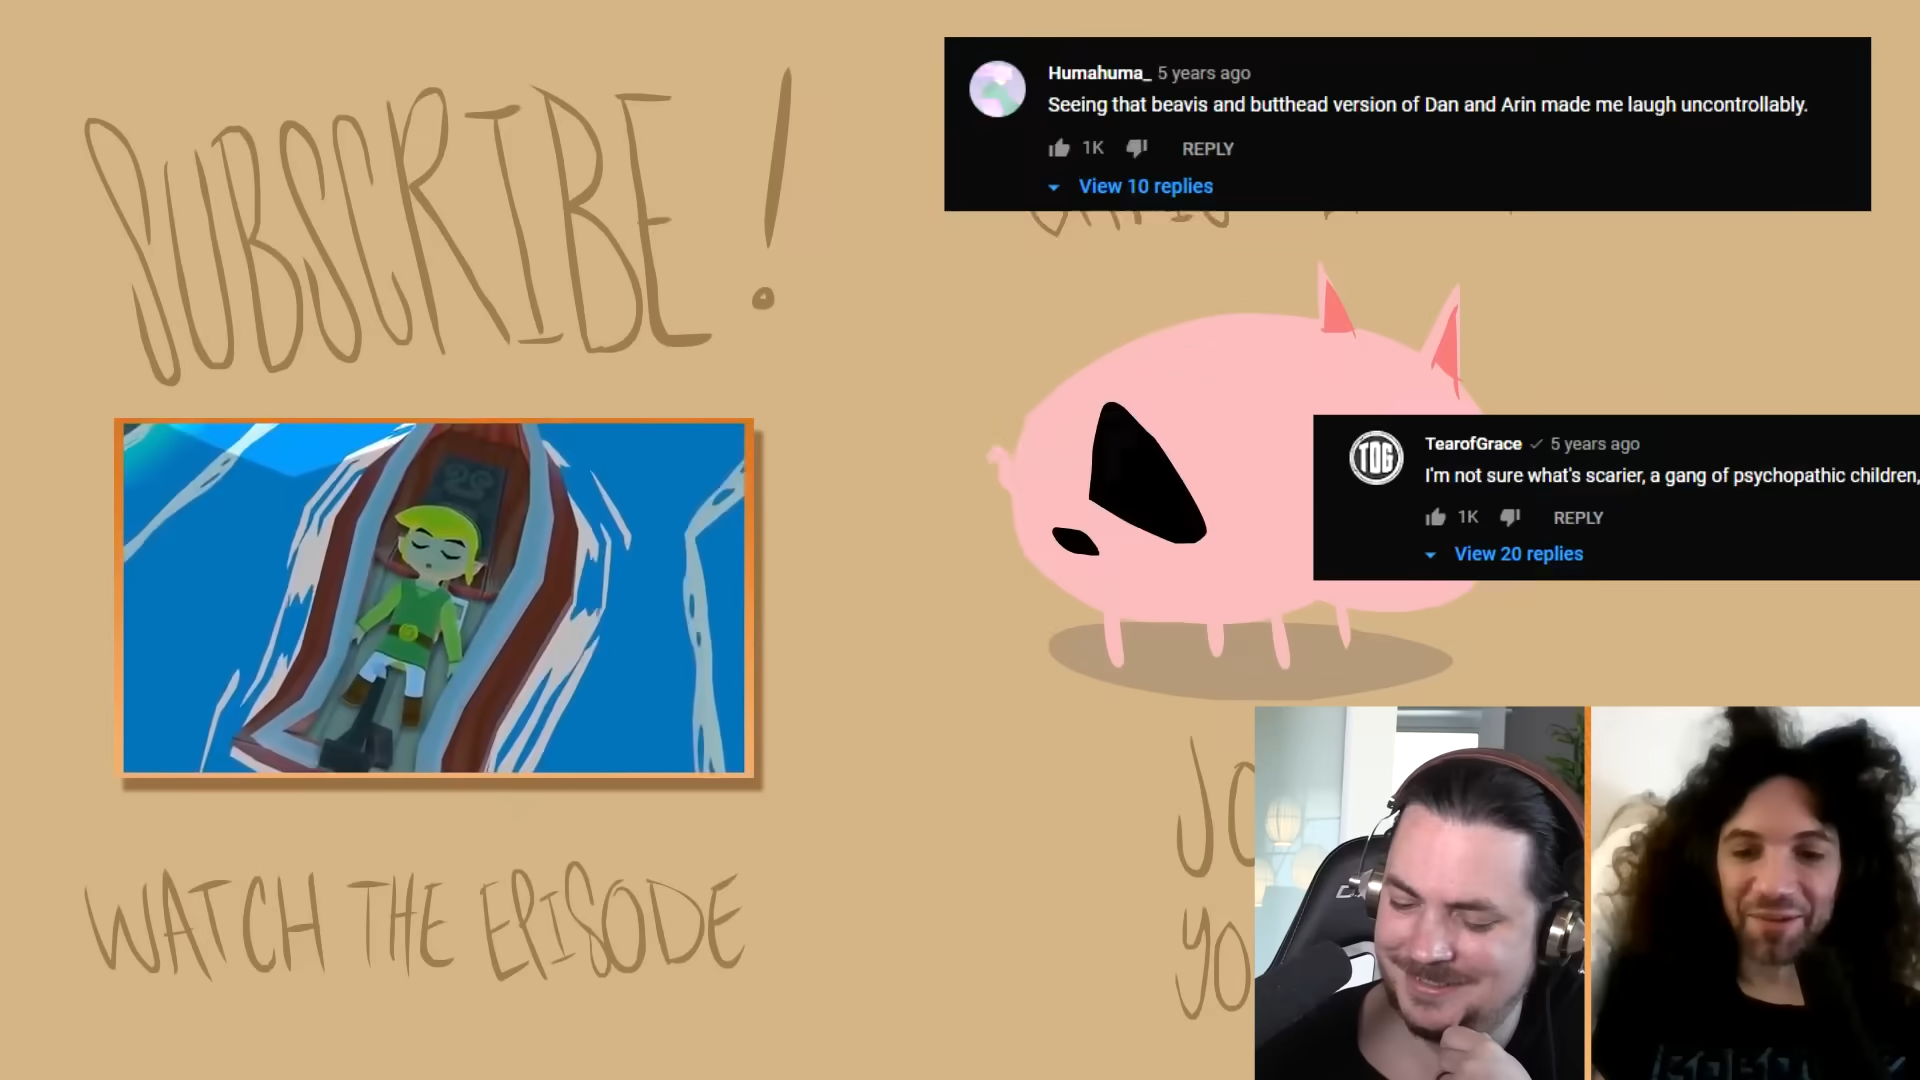 SUBSCRIBE!
Humahuma_ 5 years ago
Seeing that beavis and butthead version of Dan and Arin made me laugh uncontrollably.
1K REPLY
View 10 replies
TOG
TearofGrace 5 years ago
I'm not sure what's scarier, a gang of psychopathic children,
1K REPLY
View 20 replies
WATCH THE EPISODE